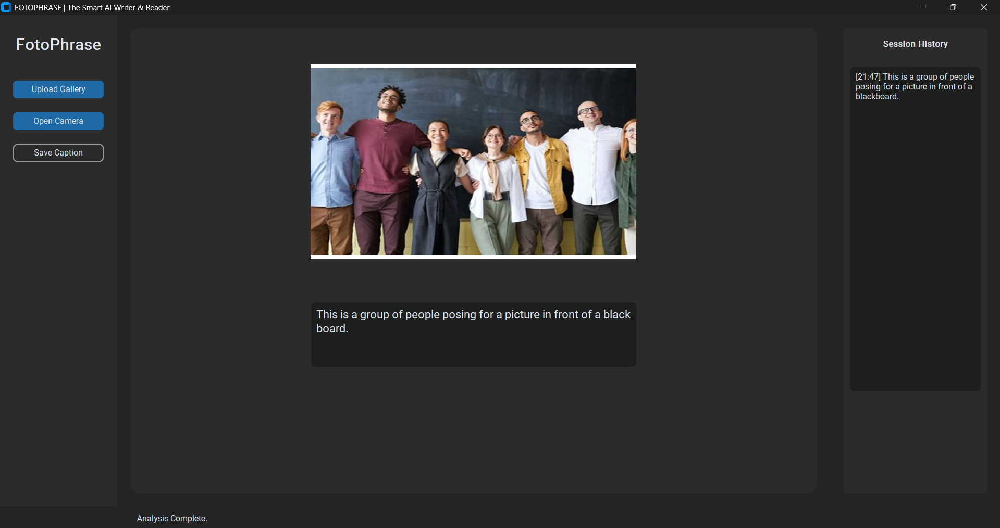 FOTOPHRASE | The Smart AI Writer & Reader
FotoPhrase
Upload Gallery
Open Camera
Save Caption
This is a group of people posing for a picture in front of a black
board.
Session History
[21:47] This is a group of people
posing for a picture in front of a
blackboard.
Analysis Complete.